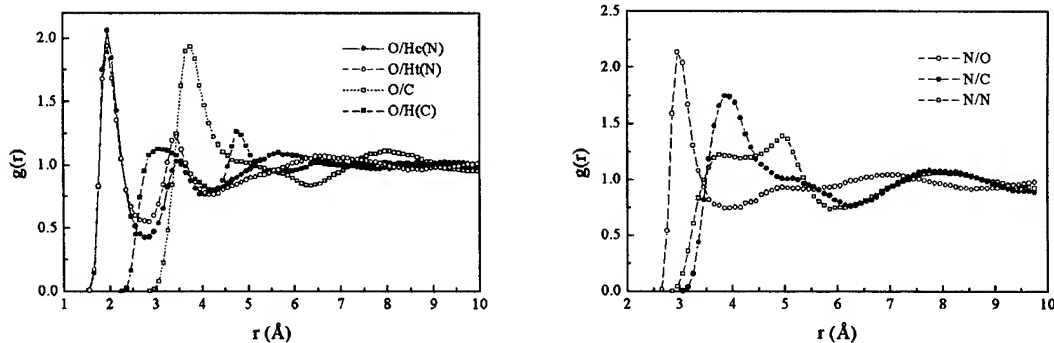 g(r)
2.0
1.5
1.0
0.5
0.0
1 2 3 4 5 6 7 8 9 10
r (Å)
O/Hc(N)
O/Ht(N)
O/C
O/H(C)
g(r)
2.5
2.0
1.5
1.0
0.5
0.0
2 3 4 5 6 7 8 9 10
r (Å)
N/O
N/C
N/N